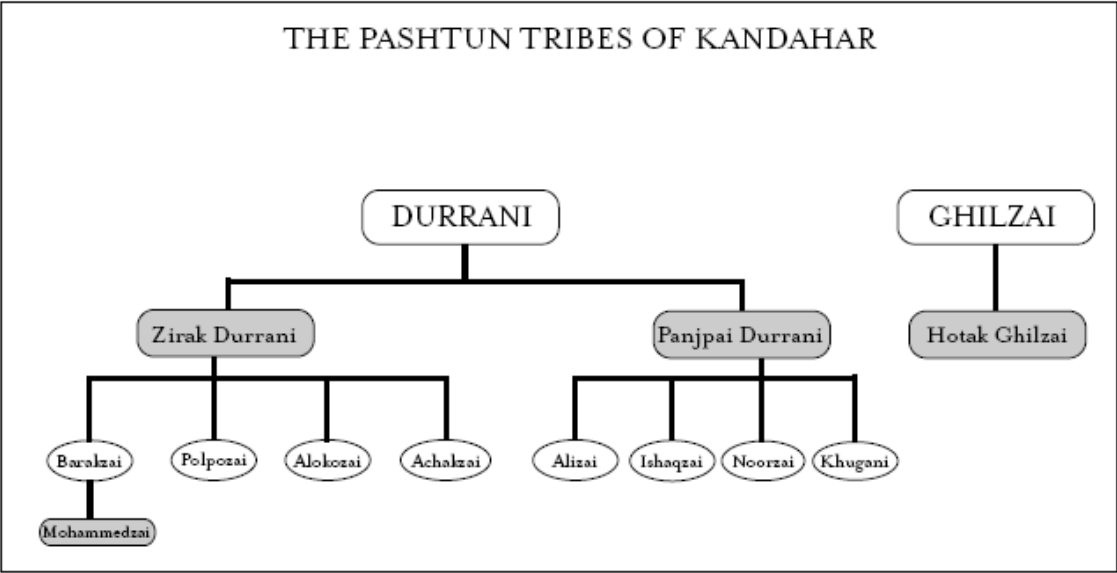 THE PASHTUN TRIBES OF KANDAHAR
DURRANI
GHILZAI
Zirak Durrani
Panjpai Durrani
Hotak Ghilzai
Barakzai
Polpozai
Alokozai
Achakzai
Alizai
Ishaqzai
Noorzai
Khugani
Mohammedzai